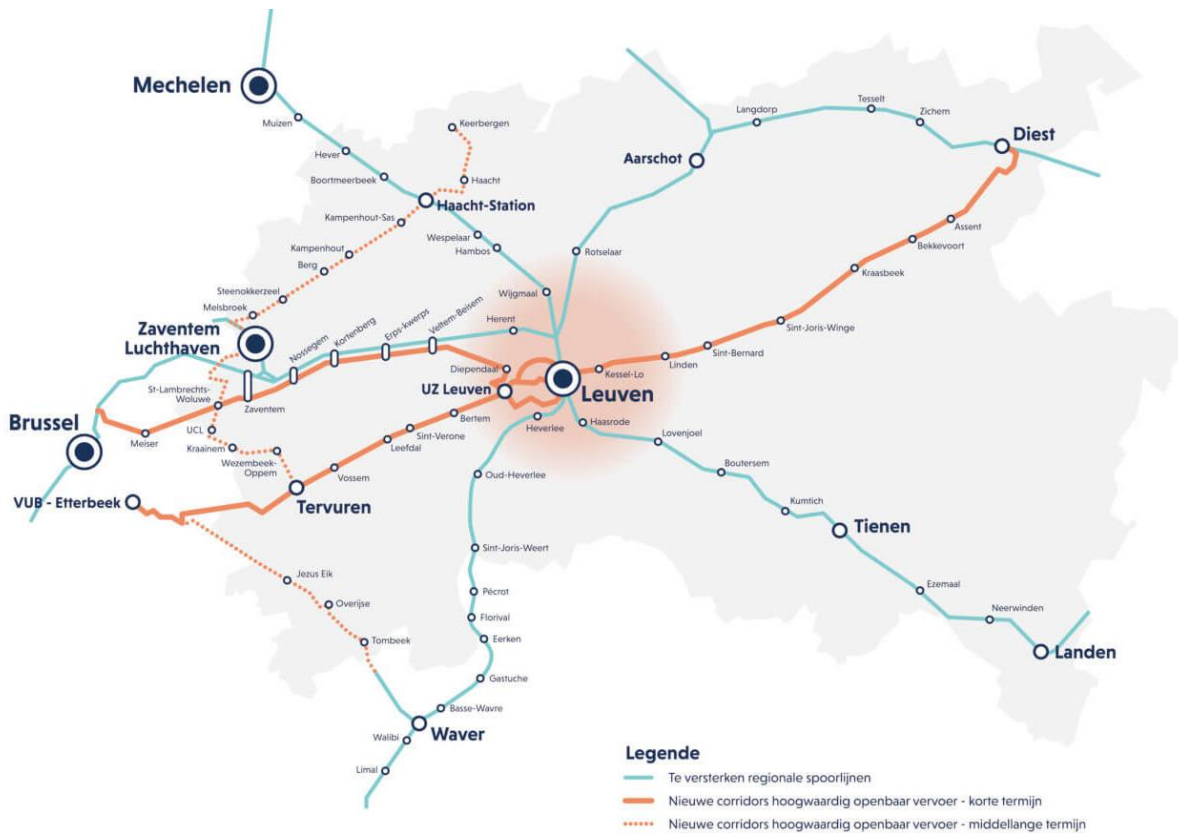 Mechelen
Muizen
Hever
Boortmeerbeek
Keerbergen
Haacht
Haacht-Station
Kampenhout-Sas
Kampenhout
Berg
Steenokkerzeel
Melsbroek
Wespelaar
Hambos
Wijgmaal
Rotselaar
Aarschot
Langdorp
Tesselt
Zichem
Diest
Assent
Bekkevoort
Kraasbeek
Sint-Joris-Winge
Sint-Bernard
Linden
Kessel-Lo
Zaventem
Luchthaven
Nossegem
Kortenberg
Erps-kwerps
Veltem-Beisem
Herent
Diependaal
UZ Leuven
Leuven
St-Lambrechts-
Woluwe
Zaventem
Brussel
Meiser
UCL
Kraainem
Wezembeek-
Oppem
Bertem
Sint-Verone
Leefdal
Vossem
Tervuren
VUB - Etterbeek
Heverlee
Haasrode
Oud-Heverlee
Lovenjoel
Boutersem
Kumtich
Tienen
Ezemaal
Neerwinden
Landen
Sint-Joris-Weert
Pécrot
Florival
Eerken
Gastuche
Basse-Wavre
Jezus Eik
Overijse
Tombeek
Waver
Walibi
Limal
Legende
Te versterken regionale spoorlijnen
Nieuwe corridors hoogwaardig openbaar vervoer - korte termijn
Nieuwe corridors hoogwaardig openbaar vervoer - middellange termijn